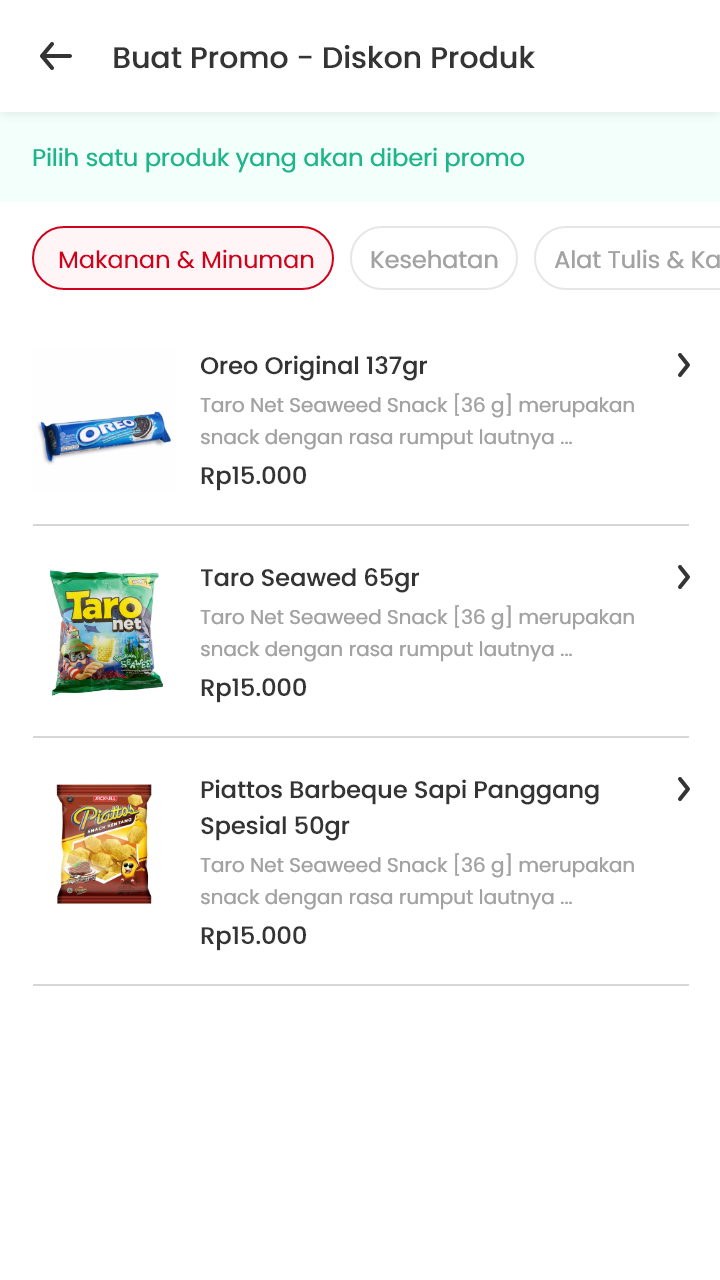 Buat Promo - Diskon Produk
Pilih satu produk yang akan diberi promo
Makanan & Minuman
Kesehatan
Alat Tulis & Ka
Oreo Original 137gr
Taro Net Seaweed Snack [36 g] merupakan
snack dengan rasa rumput lautnya ...
Rp15.000
OREO
Taro Seawed 65gr
Taro Net Seaweed Snack [36 g] merupakan
snack dengan rasa rumput lautnya ...
Rp15.000
Taro
net
Piattos Barbeque Sapi Panggang
Spesial 50gr
Taro Net Seaweed Snack [36 g] merupakan
snack dengan rasa rumput lautnya ...
Rp15.000
Piattos
SNACK KENTANG